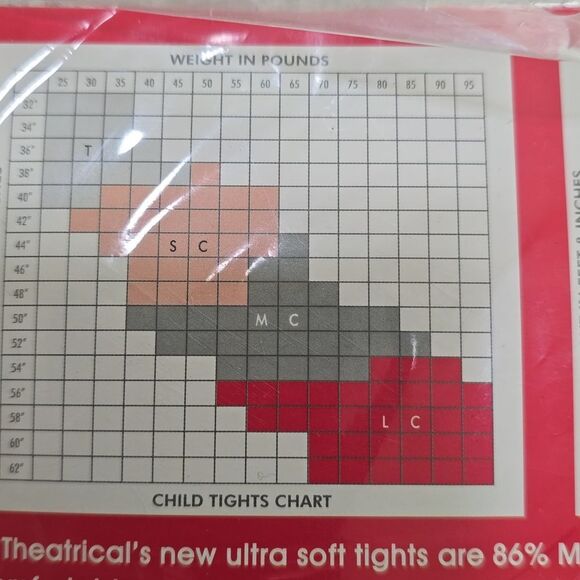 WEIGHT IN POUNDS
25 30 35 40 45 50 55 60 65 70 75 80 85 90 95
32"
34"
36" T
38"
40"
42"
44" S C
46"
48"
50" M C
52"
54"
56"
58" L C
60"
62"
CHILD TIGHTS CHART
Theatrical's new ultra soft tights are 86% M